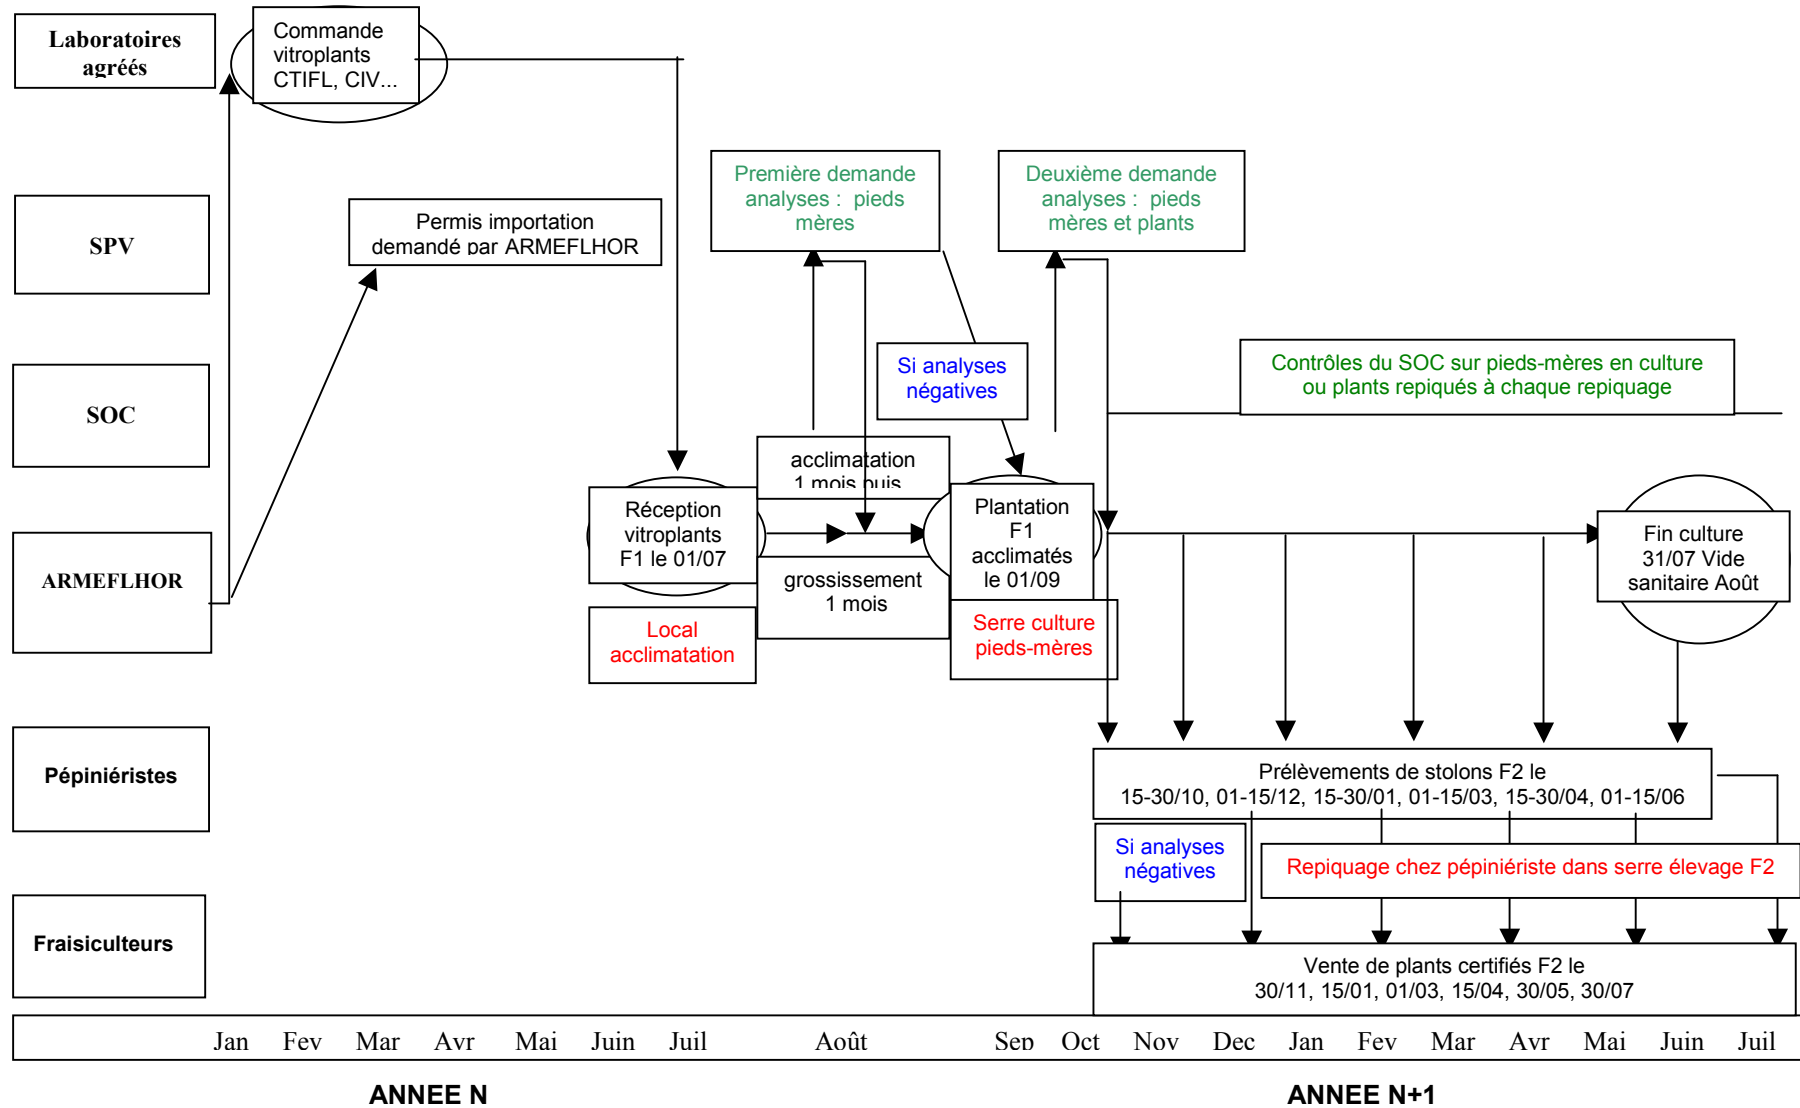 Laboratoires
agréés
Commande
vitroplants
CTIFL, CIV...
SPV
Permis importation
demandé par ARMEFLHOR
Première demande
analyses : pieds
mères
Deuxième demande
analyses : pieds
mères et plants
SOC
Si analyses
négatives
Contrôles du SOC sur pieds-mères en culture
ou plants repiqués à chaque repiquage
ARMEFLHOR
Réception
vitroplants
F1 le 01/07
Local
acclimatation
acclimatation
1 mois puis
grossissement
1 mois
Plantation
F1
acclimatés
le 01/09
Serre culture
pieds-mères
Fin culture
31/07 Vide
sanitaire Août
Pépiniéristes
Prélèvements de stolons F2 le
15-30/10, 01-15/12, 15-30/01, 01-15/03, 15-30/04, 01-15/06
Si analyses
négatives
Repiquage chez pépiniériste dans serre élevage F2
Fraisiculteurs
Vente de plants certifiés F2 le
30/11, 15/01, 01/03, 15/04, 30/05, 30/07
Jan Fev Mar Avr Mai Juin Juil Août Sep Oct Nov Dec Jan Fev Mar Avr Mai Juin Juil
ANNEE N ANNEE N+1